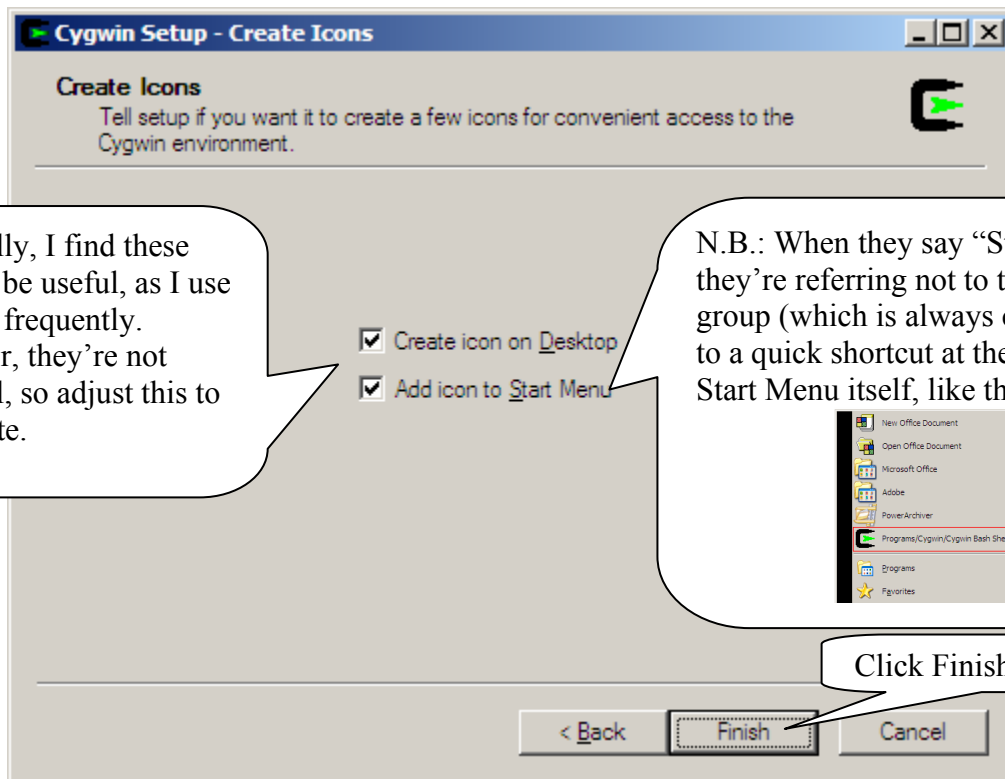 Cygwin Setup - Create Icons
Create Icons
Tell setup if you want it to create a few icons for convenient access to the
Cygwin environment.
lly, I find these
be useful, as I use
frequently.
r, they're not
l, so adjust this to
te.
Create icon on Desktop
Add icon to Start Menu
N.B.: When they say “S
they're referring not to t
group (which is always
to a quick shortcut at the
Start Menu itself, like th
New Office Document
Open Office Document
Microsoft Office
Adobe
PowerArchiver
Programs/Cygwin/Cygwin Bash She
Programs
Favorites
Click Finish
< Back
Finish
Cancel